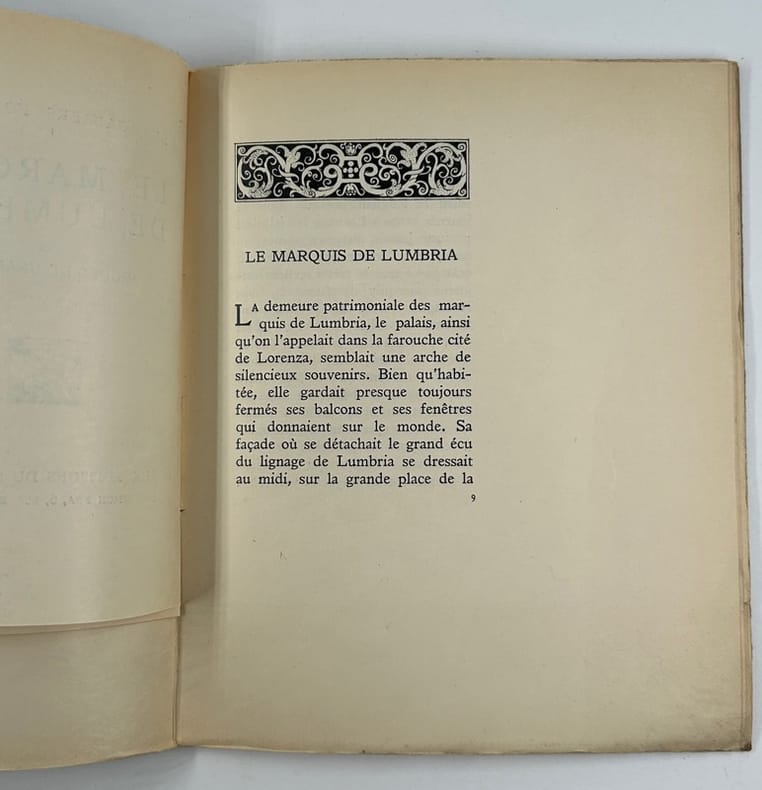 LE MARQUIS DE LUMBRIA
LA demeure patrimoniale des mar-
quis de Lumbria, le palais, ainsi
qu'on l'appelait dans la farouche cité
de Lorenza, semblait une arche de
silencieux souvenirs. Bien qu'habi-
tée, elle gardait presque toujours
fermés ses balcons et ses fenêtres
qui donnaient sur le monde. Sa
façade où se détachait le grand écu
du lignage de Lumbria se dressait
au midi, sur la grande place de la
9